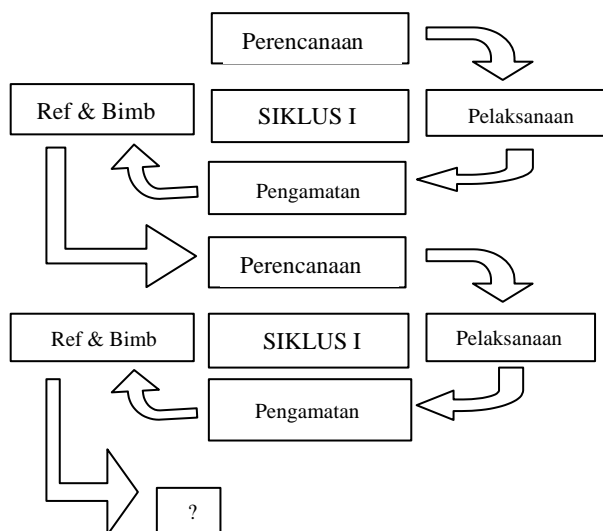 Perencanaan
Ref & Bimb
SIKLUS I
Pelaksanaan
Pengamatan
Perencanaan
Ref & Bimb
SIKLUS I
Pelaksanaan
Pengamatan
?